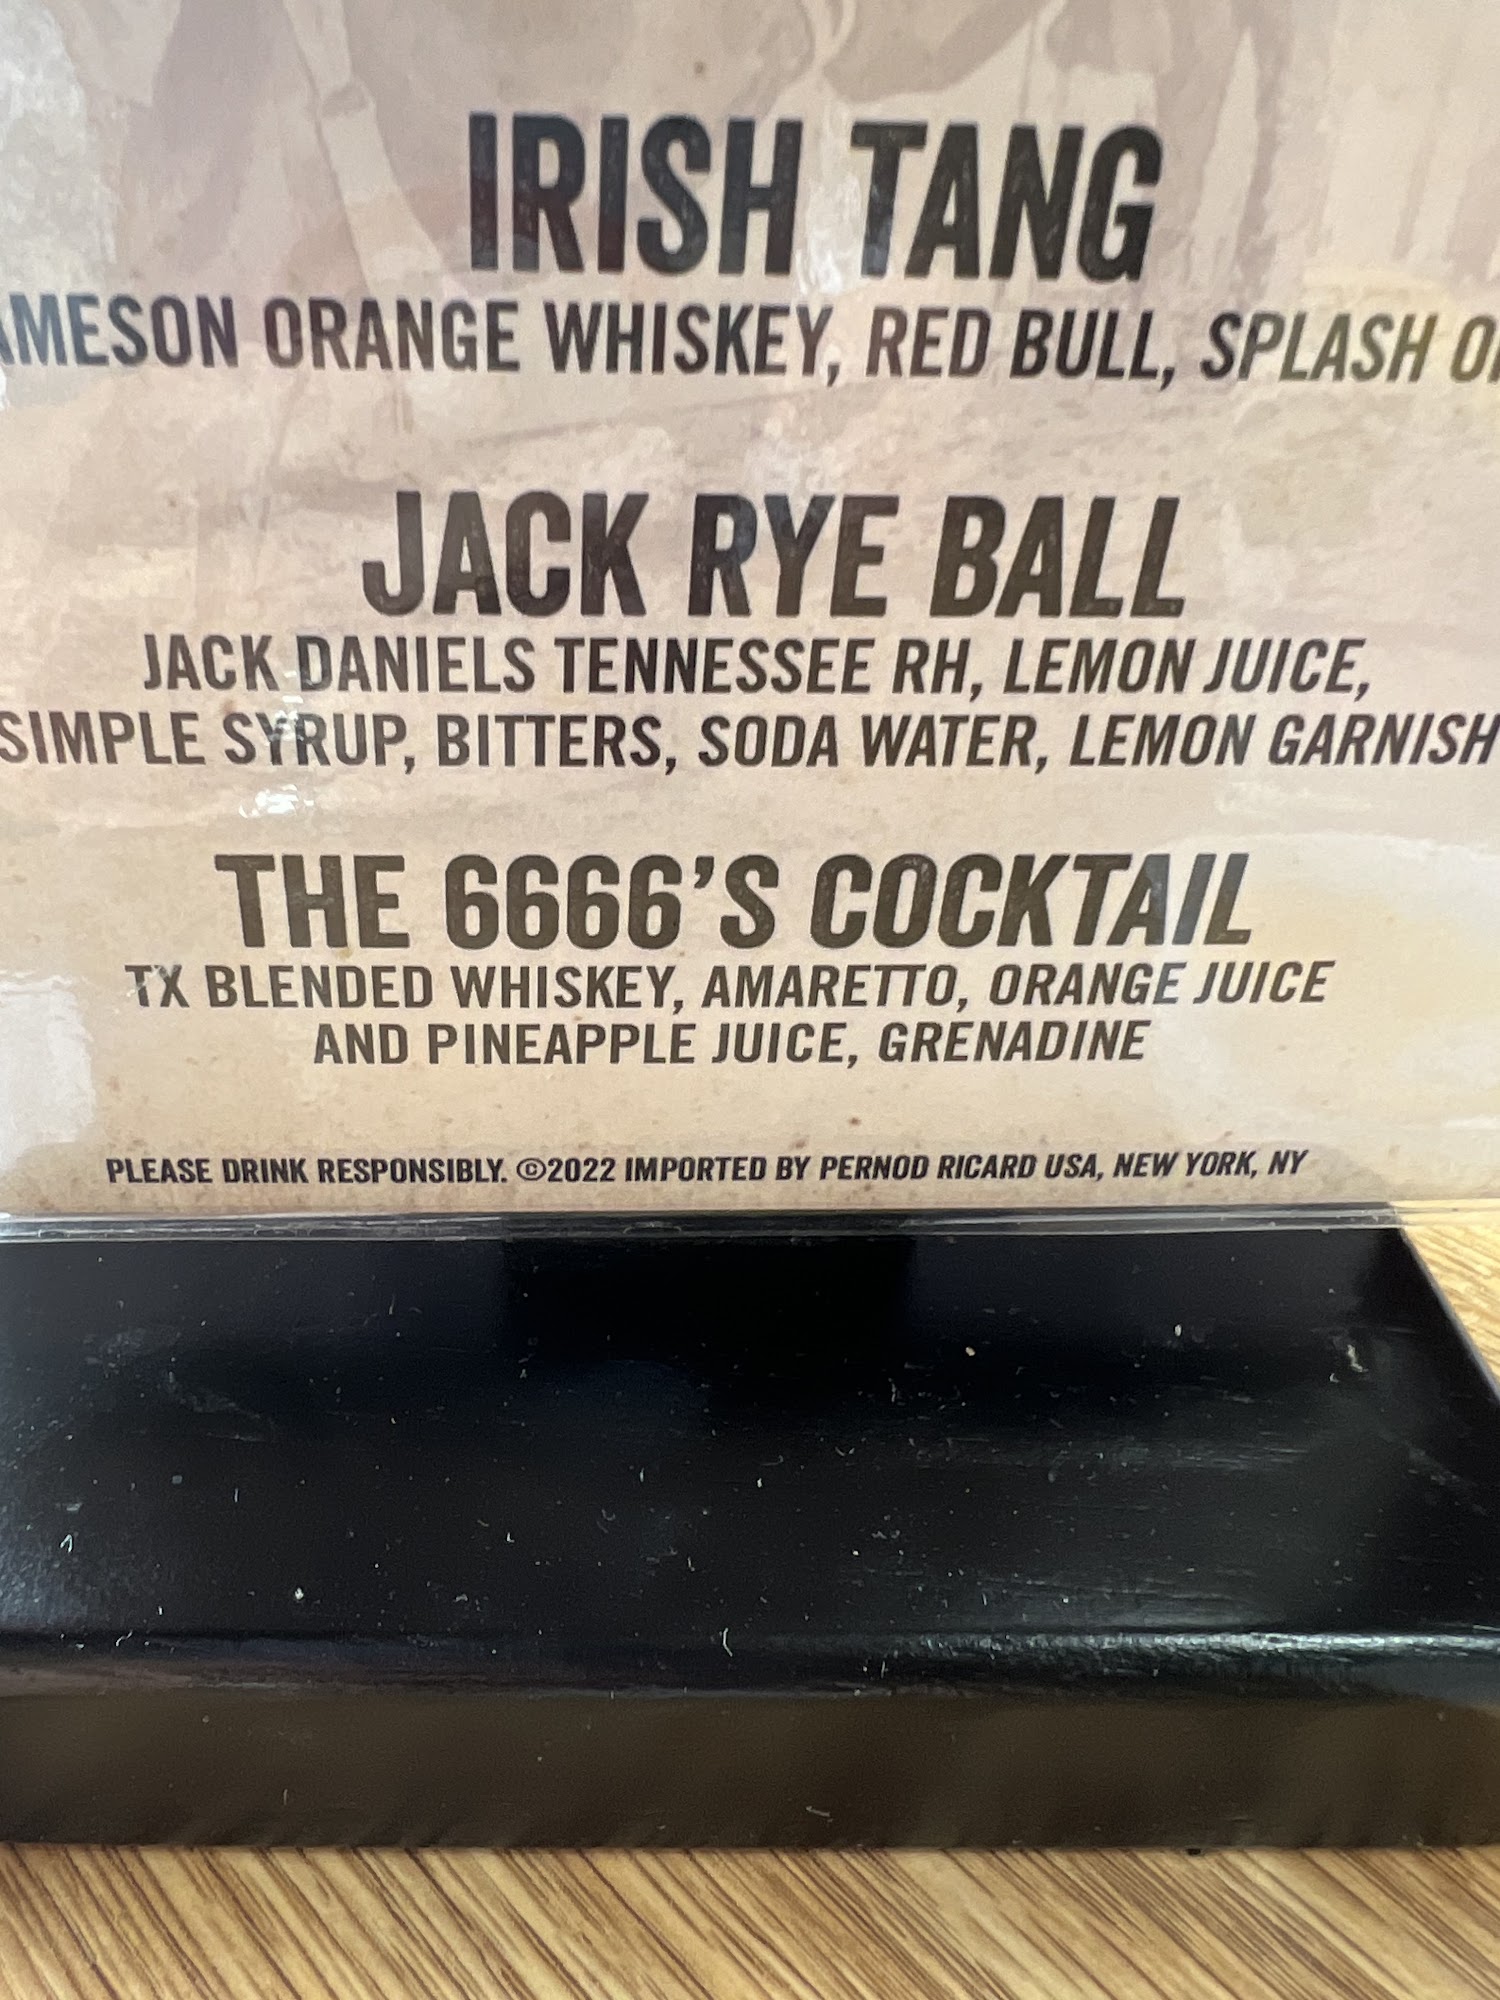 IRISH TANG
AMESON ORANGE WHISKEY, RED BULL, SPLASH
JACK RYE BALL
JACK DANIELS TENNESSEE RH, LEMON JUICE,
SIMPLE SYRUP, BITTERS, SODA WATER, LEMON GARNISH
THE 6666'S COCKTAIL
TX BLENDED WHISKEY, AMARETTO, ORANGE JUICE
AND PINEAPPLE JUICE, GRENADINE
PLEASE DRINK RESPONSIBLY. ©2022 IMPORTED BY PERNOD RICARD USA, NEW YORK, NY